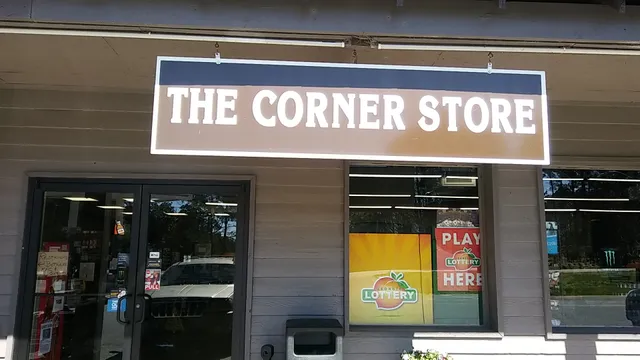 THE CORNER STORE
PLAY
LOTTERY
HERE
LOTTERY